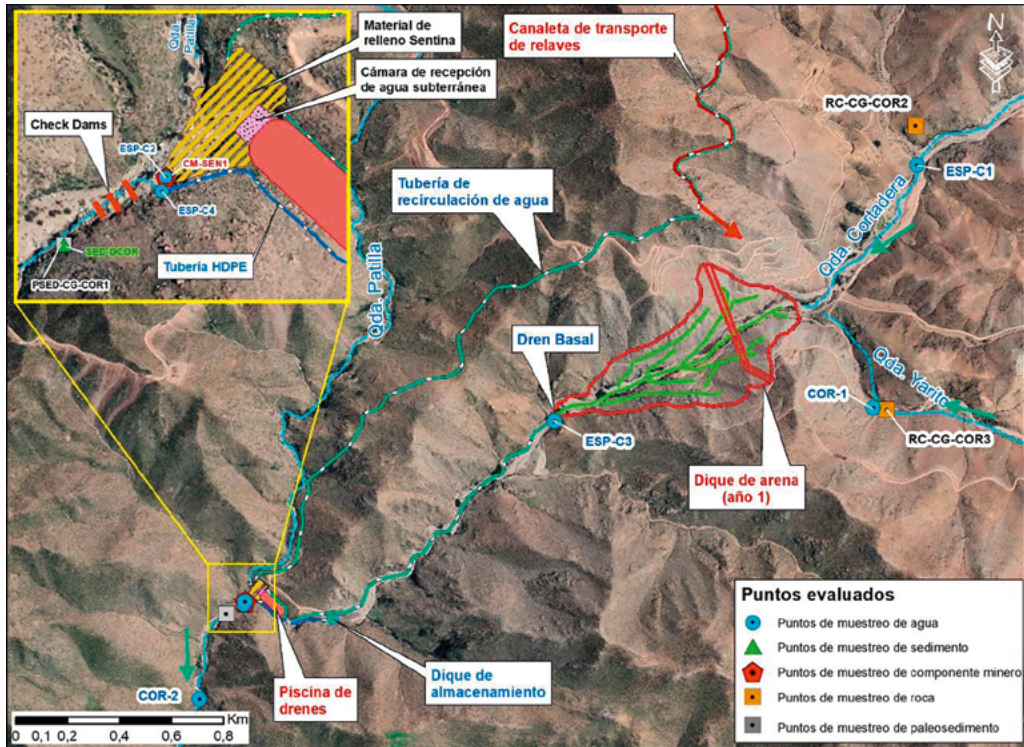 Qda.
Patilla
Material de
relleno Sentina
Cámara de recepción
de agua subterránea
Check Dams
ESP-C2
CM-SEN1
ESP-C4
SED-DCOR
PSED-CG-COR1
Tubería HDPE
Canaleta de transporte
de relaves
N
RC-CG-COR2
ESP-C1
Qda. Cortadera
Tubería de
recirculación de agua
Qda. Patilla
Dren Basal
ESP-C3
Qda. Yarito
COR-1
RC-CG-COR3
Dique de arena
(año 1)
Dique de
almacenamiento
Piscina de
drenes
COR-2
Km
0 0,1 0,2 0,4 0,6 0,8
Puntos evaluados
Puntos de muestreo de agua
Puntos de muestreo de sedimento
Puntos de muestreo de componente minero
Puntos de muestreo de roca
Puntos de muestreo de paleosedimento